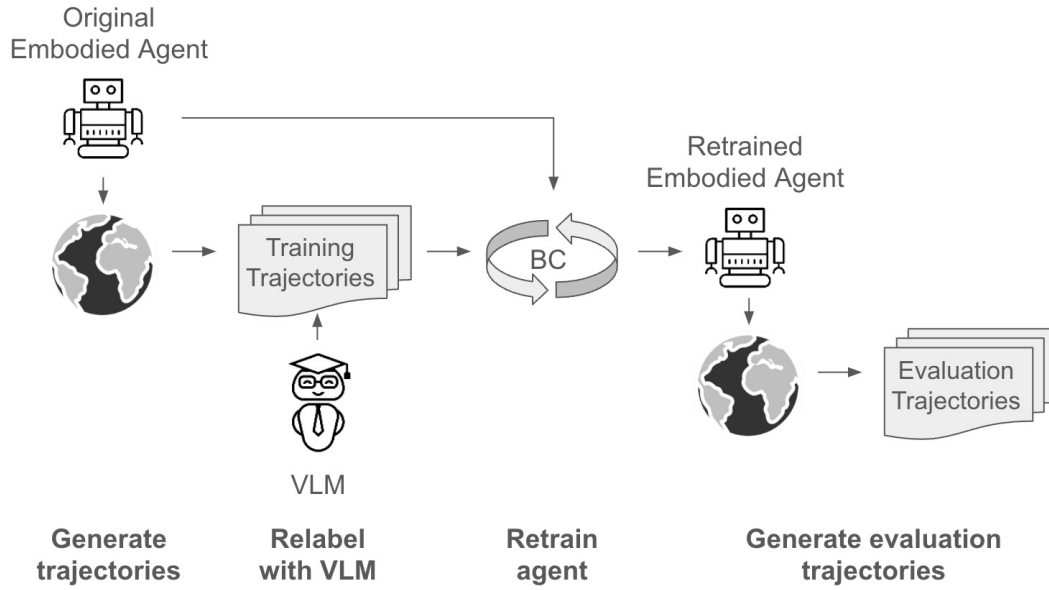 Original
Embodied Agent
Retrained
Embodied Agent
Training
Trajectories
BC
Evaluation
Trajectories
VLM
Generate
trajectories
Relabel
with VLM
Retrain
agent
Generate evaluation
trajectories